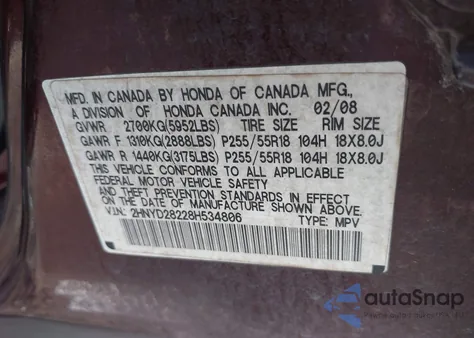 MFD. IN CANADA BY HONDA OF CANADA MFG.,
A DIVISION OF HONDA CANADA INC. 02/08
GVWR 2700KG(5952LBS) TIRE SIZE RIM SIZE
GAWR F 1310KG(2888LBS) P255/55R18 104H 18X8.0J
GAWR R 1440KG(3175LBS) P255/55R18 104H 18X8.0J
THIS VEHICLE CONFORMS TO ALL APPLICABLE
FEDERAL MOTOR VEHICLE SAFETY
AND THEFT PREVENTION STANDARDS IN EFFECT
ON THE DATE OF MANUFACTURE SHOWN ABOVE.
V.I.N: 2HNYD28228H534806 TYPE: MPV
autaSnap